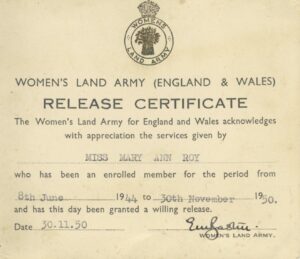 WOMENS
LAND ARMY
WOMEN'S LAND ARMY (ENGLAND & WALES)
RELEASE CERTIFICATE
The Women's Land Army for England and Wales acknowledges
with appreciation the services given by
MISS MARY ANN ROY
who has been an enrolled member for the period from
8th June 1944 to 30th November 1950.
and has this day been granted a willing release.
Date 30.11.50
WOMEN'S LAND ARMY.